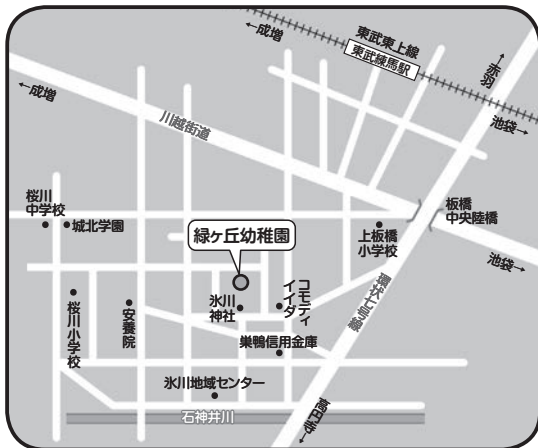 ←成増
東武東上線
東武練馬駅
→赤羽
←成増
川越街道
池袋→
桜川
中学校
城北学園
緑ヶ丘幼稚園
上板橋
小学校
板橋
中央陸橋
池袋→
桜川小学校
安養院
氷川
神社
コモディ
イイダ
環状七号線
巣鴨信用金庫
氷川地域センター
石神井川
高円寺→